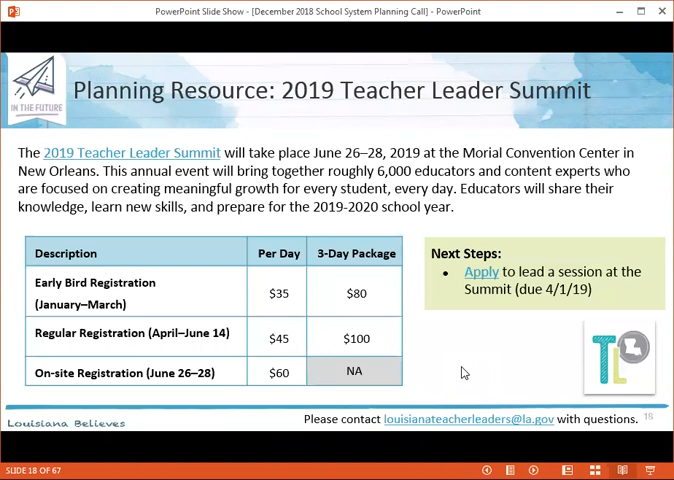 PowerPoint Slide Show - [December 2018 School System Planning Call] - PowerPoint
IN THE FUTURE
Planning Resource: 2019 Teacher Leader Summit
The 2019 Teacher Leader Summit will take place June 26–28, 2019 at the Morial Convention Center in
New Orleans. This annual event will bring together roughly 6,000 educators and content experts who
are focused on creating meaningful growth for every student, every day. Educators will share their
knowledge, learn new skills, and prepare for the 2019-2020 school year.
Description Per Day 3-Day Package
Early Bird Registration
(January–March)
$35 $80
Regular Registration (April–June 14) $45 $100
On-site Registration (June 26–28) $60 NA
Next Steps:
• Apply to lead a session at the
Summit (due 4/1/19)
TL
Louisiana Believes
Please contact louisianateacherleaders@la.gov with questions. 18
SLIDE 18 OF 67